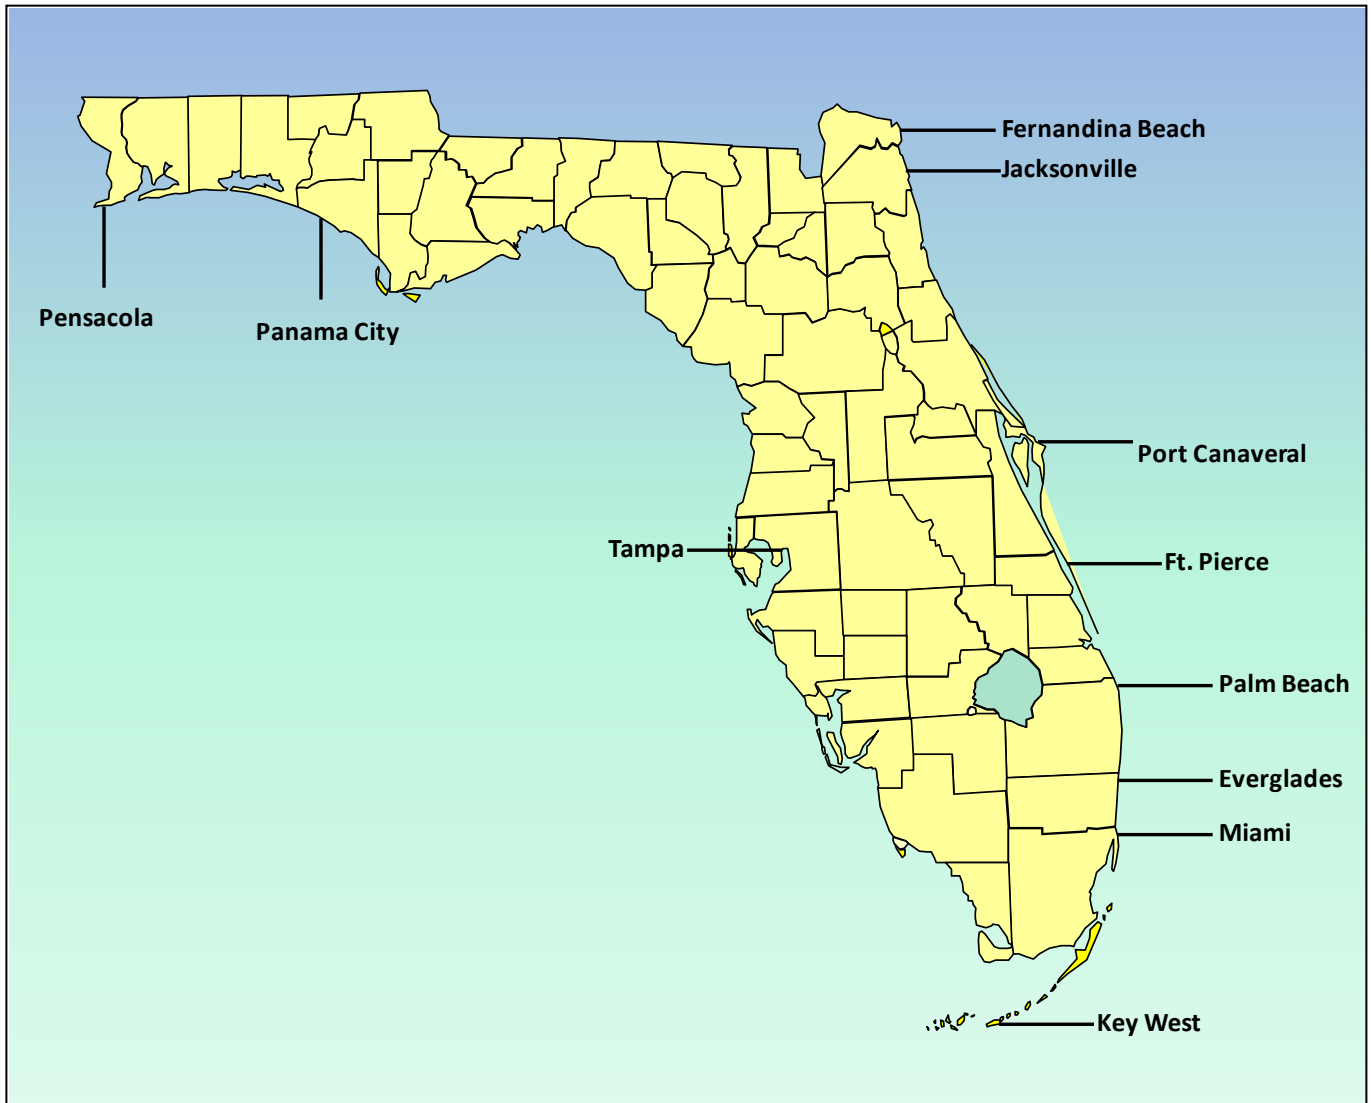 Fernandina Beach
Jacksonville
Pensacola
Panama City
Port Canaveral
Tampa
Ft. Pierce
Palm Beach
Everglades
Miami
Key West